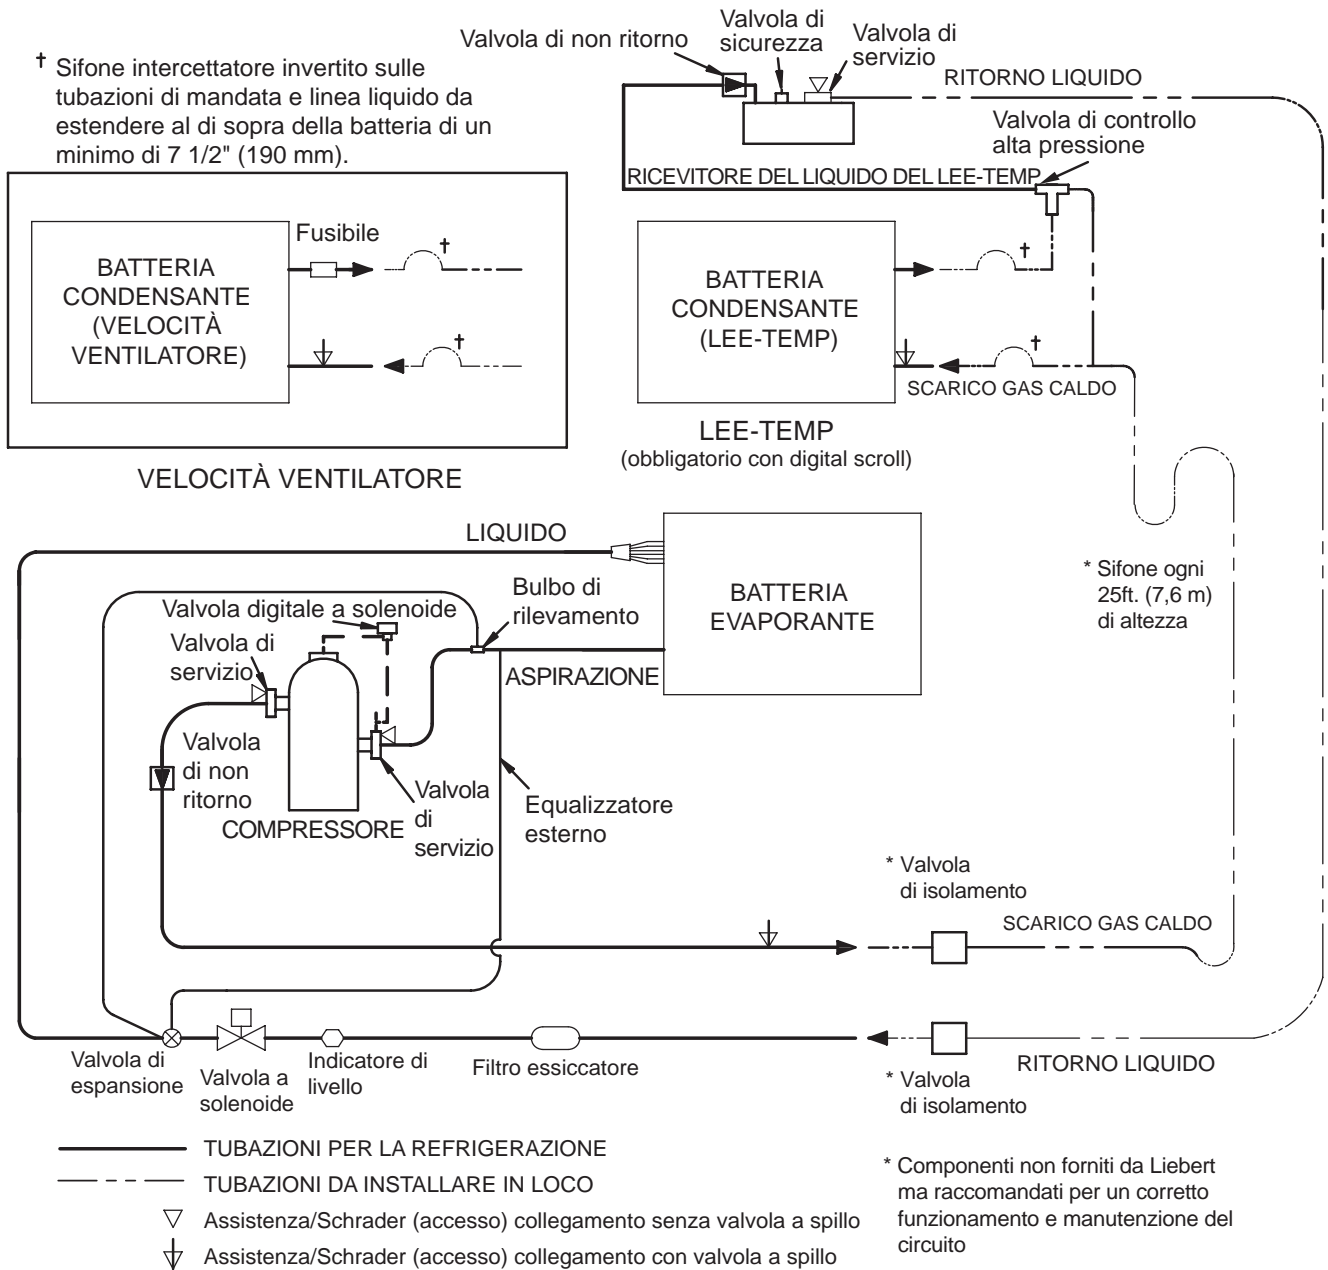 † Sifone intercettatore invertito sulle
tubazioni di mandata e linea liquido da
estendere al di sopra della batteria di un
minimo di 7 1/2" (190 mm).
Valvola di non ritorno
Valvola di
sicurezza
Valvola di
servizio
RITORNO LIQUIDO
Valvola di controllo
alta pressione
RICEVITORE DEL LIQUIDO DEL LEE-TEMP
BATTERIA
CONDENSANTE
(VELOCITÀ
VENTILATORE)
Fusibile
†
†
VELOCITÀ VENTILATORE
BATTERIA
CONDENSANTE
(LEE-TEMP)
†
†
SCARICO GAS CALDO
LEE-TEMP
(obbligatorio con digital scroll)
* Sifone ogni
25ft. (7,6 m)
di altezza
LIQUIDO
BATTERIA
EVAPORANTE
Bulbo di
rilevamento
Valvola digitale a solenoide
Valvola di
servizio
ASPIRAZIONE
Valvola
di non
ritorno
COMPRESSORE
Valvola
di
servizio
Equalizzatore
esterno
* Valvola
di isolamento
SCARICO GAS CALDO
Valvola di
espansione
Valvola a
solenoide
Indicatore di
livello
Filtro essiccatore
* Valvola
di isolamento
RITORNO LIQUIDO
TUBAZIONI PER LA REFRIGERAZIONE
TUBAZIONI DA INSTALLARE IN LOCO
Assistenza/Schrader (accesso) collegamento senza valvola a spillo
Assistenza/Schrader (accesso) collegamento con valvola a spillo
* Componenti non forniti da Liebert
ma raccomandati per un corretto
funzionamento e manutenzione del
circuito